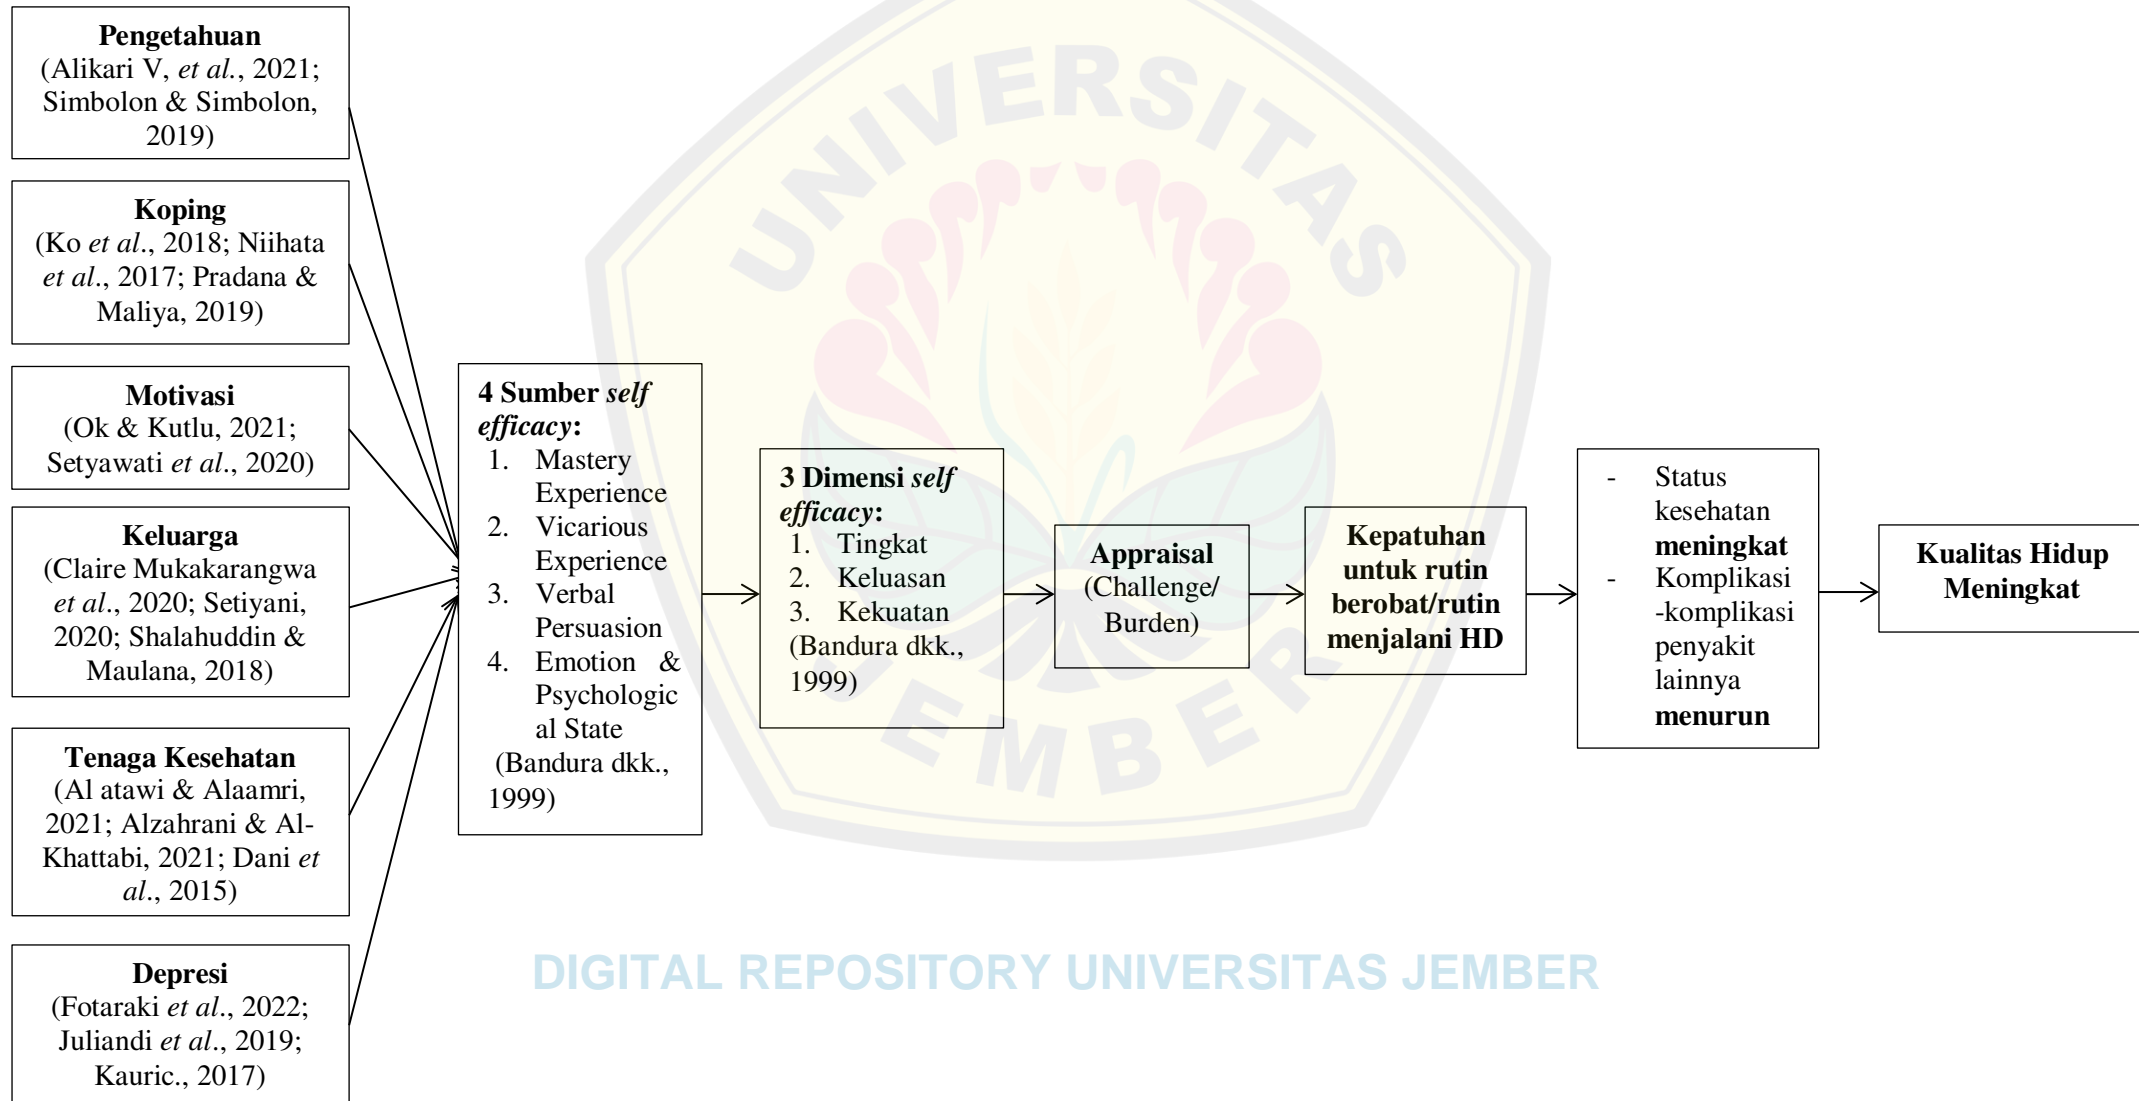 Pengetahuan
(Alikari V, et al., 2021;
Simbolon & Simbolon,
2019)
Koping
(Ko et al., 2018; Niihata
et al., 2017; Pradana &
Maliya, 2019)
Motivasi
(Ok & Kutlu, 2021;
Setyawati et al., 2020)
Keluarga
(Claire Mukakarangwa
et al., 2020; Setiyani,
2020; Shalahuddin &
Maulana, 2018)
Tenaga Kesehatan
(Al atawi & Alaamri,
2021; Alzahrani & Al-
Khattabi, 2021; Dani et
al., 2015)
Depresi
(Fotaraki et al., 2022;
Juliandi et al., 2019;
Kauric., 2017)
4 Sumber self
efficacy:
1. Mastery
Experience
2. Vicarious
Experience
3. Verbal
Persuasion
4. Emotion &
Psychologic
al State
(Bandura dkk.,
1999)
3 Dimensi self
efficacy:
1. Tingkat
2. Keluasan
3. Kekuatan
(Bandura dkk.,
1999)
Appraisal
(Challenge/
Burden)
Kepatuhan
untuk rutin
berobat/rutin
menjalani HD
- Status
kesehatan
meningkat
- Komplikasi
-komplikasi
penyakit
lainnya
menurun
Kualitas Hidup
Meningkat
UNIVERSITAS
JEMBER
DIGITAL REPOSITORY UNIVERSITAS JEMBER